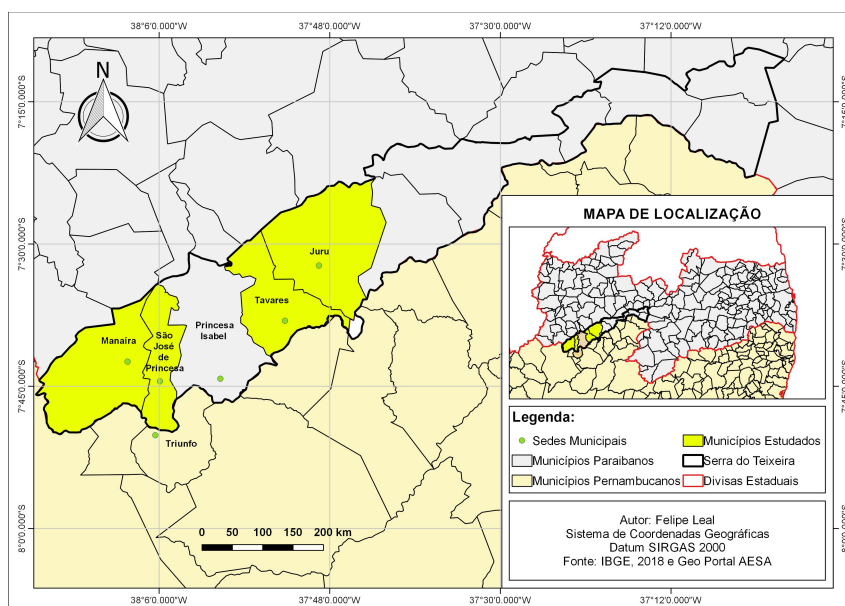 38°6'0.000"W
37°48'0.000"W
37°30'0.000"W
37°12'0.000"W
N
7°15'0.000"S
7°15'0.000"S
MAPA DE LOCALIZAÇÃO
7°30'0.000"S
Juru
Tavares
Princesa
Isabel
São
José
de
Princesa
Manaíra
7°45'0.000"S
Triunfo
Legenda:
Sedes Municipais
Municípios Estudados
Municípios Paraibanos
Serra do Teixeira
Municípios Pernambucanos
Divisas Estaduais
8°0'0.000"S
0 50 100 150 200 km
Autor: Felipe Leal
Sistema de Coordenadas Geográficas
Datum SIRGAS 2000
Fonte: IBGE, 2018 e Geo Portal AESA
38°6'0.000"W
37°48'0.000"W
37°30'0.000"W
37°12'0.000"W